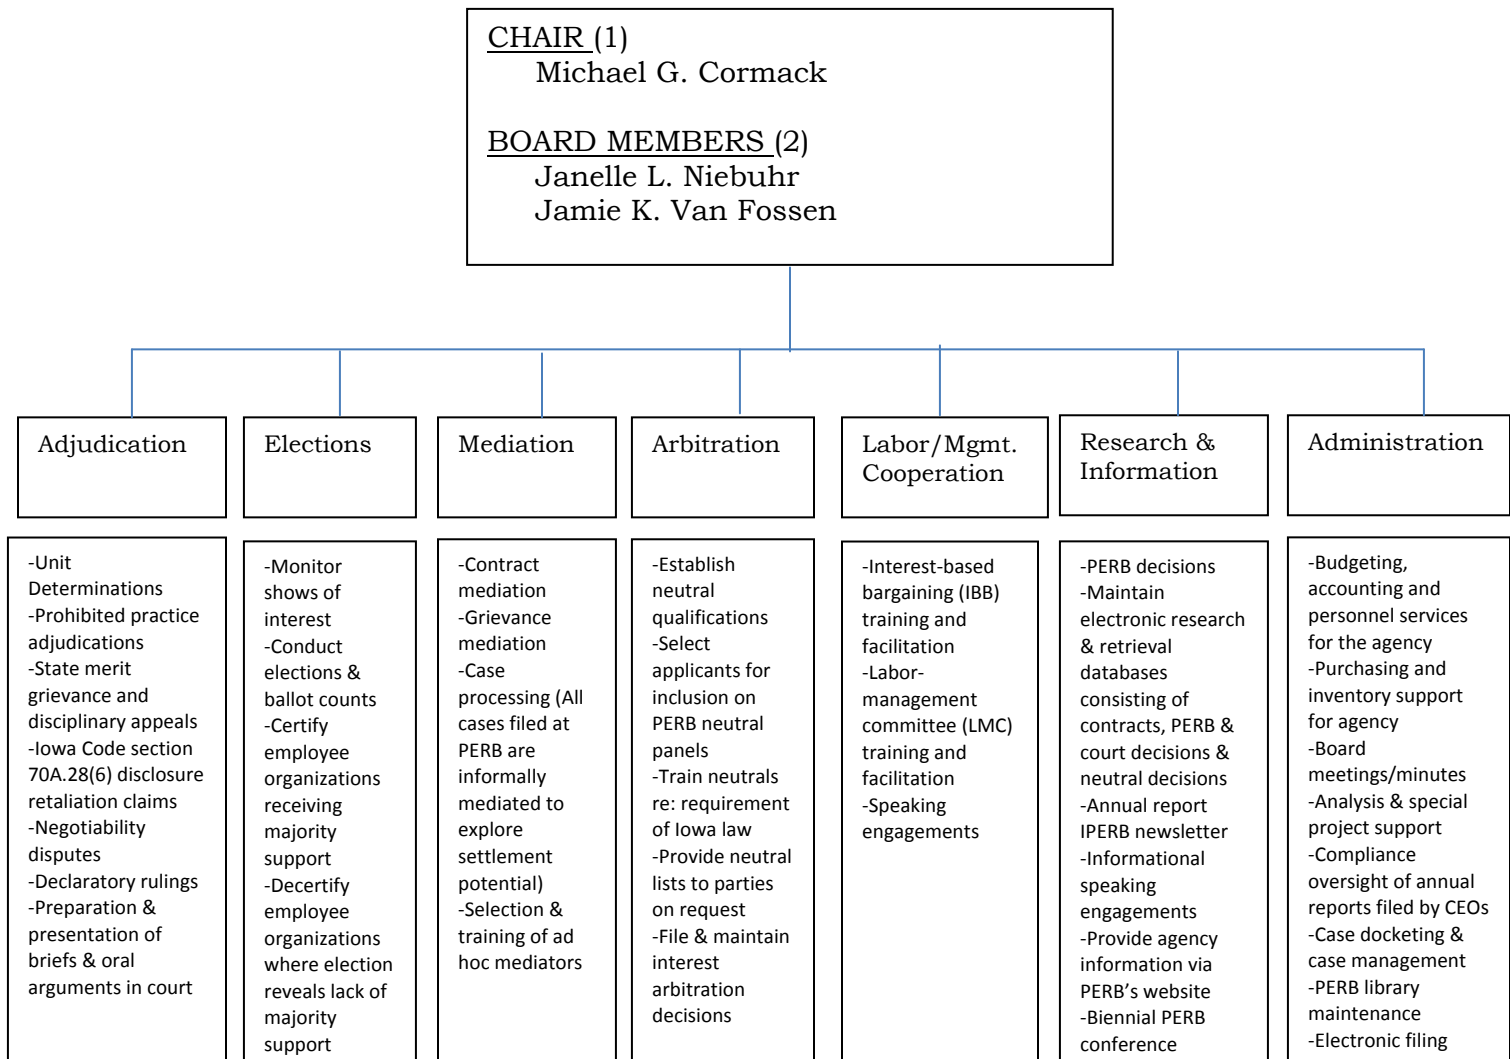 CHAIR (1)
Michael G. Cormack
BOARD MEMBERS (2)
Janelle L. Niebuhr
Jamie K. Van Fossen
Adjudication
Elections
Mediation
Arbitration
Labor/Mgmt.
Cooperation
Research &
Information
Administration
-Unit
Determinations
-Prohibited practice
adjudications
-State merit
grievance and
disciplinary appeals
-Iowa Code section
70A.28(6) disclosure
retaliation claims
-Negotiability
disputes
-Declaratory rulings
-Preparation &
presentation of
briefs & oral
arguments in court
-Monitor
shows of
interest
-Conduct
elections &
ballot counts
-Certify
employee
organizations
receiving
majority
support
-Decertify
employee
organizations
where election
reveals lack of
majority
support
-Contract
mediation
-Grievance
mediation
-Case
processing (All
cases filed at
PERB are
informally
mediated to
explore
settlement
potential)
-Selection &
training of ad
hoc mediators
-Establish
neutral
qualifications
-Select
applicants for
inclusion on
PERB neutral
panels
-Train neutrals
re: requirement
of Iowa law
-Provide neutral
lists to parties
on request
-File & maintain
interest
arbitration
decisions
-Interest-based
bargaining (IBB)
training and
facilitation
-Labor-
management
committee (LMC)
training and
facilitation
-Speaking
engagements
-PERB decisions
-Maintain
electronic research
& retrieval
databases
consisting of
contracts, PERB &
court decisions &
neutral decisions
-Annual report
IPERB newsletter
-Informational
speaking
engagements
-Provide agency
information via
PERB’s website
-Biennial PERB
conference
-Budgeting,
accounting and
personnel services
for the agency
-Purchasing and
inventory support
for agency
-Board
meetings/minutes
-Analysis & special
project support
-Compliance
oversight of annual
reports filed by CEOs
-Case docketing &
case management
-PERB library
maintenance
-Electronic filing